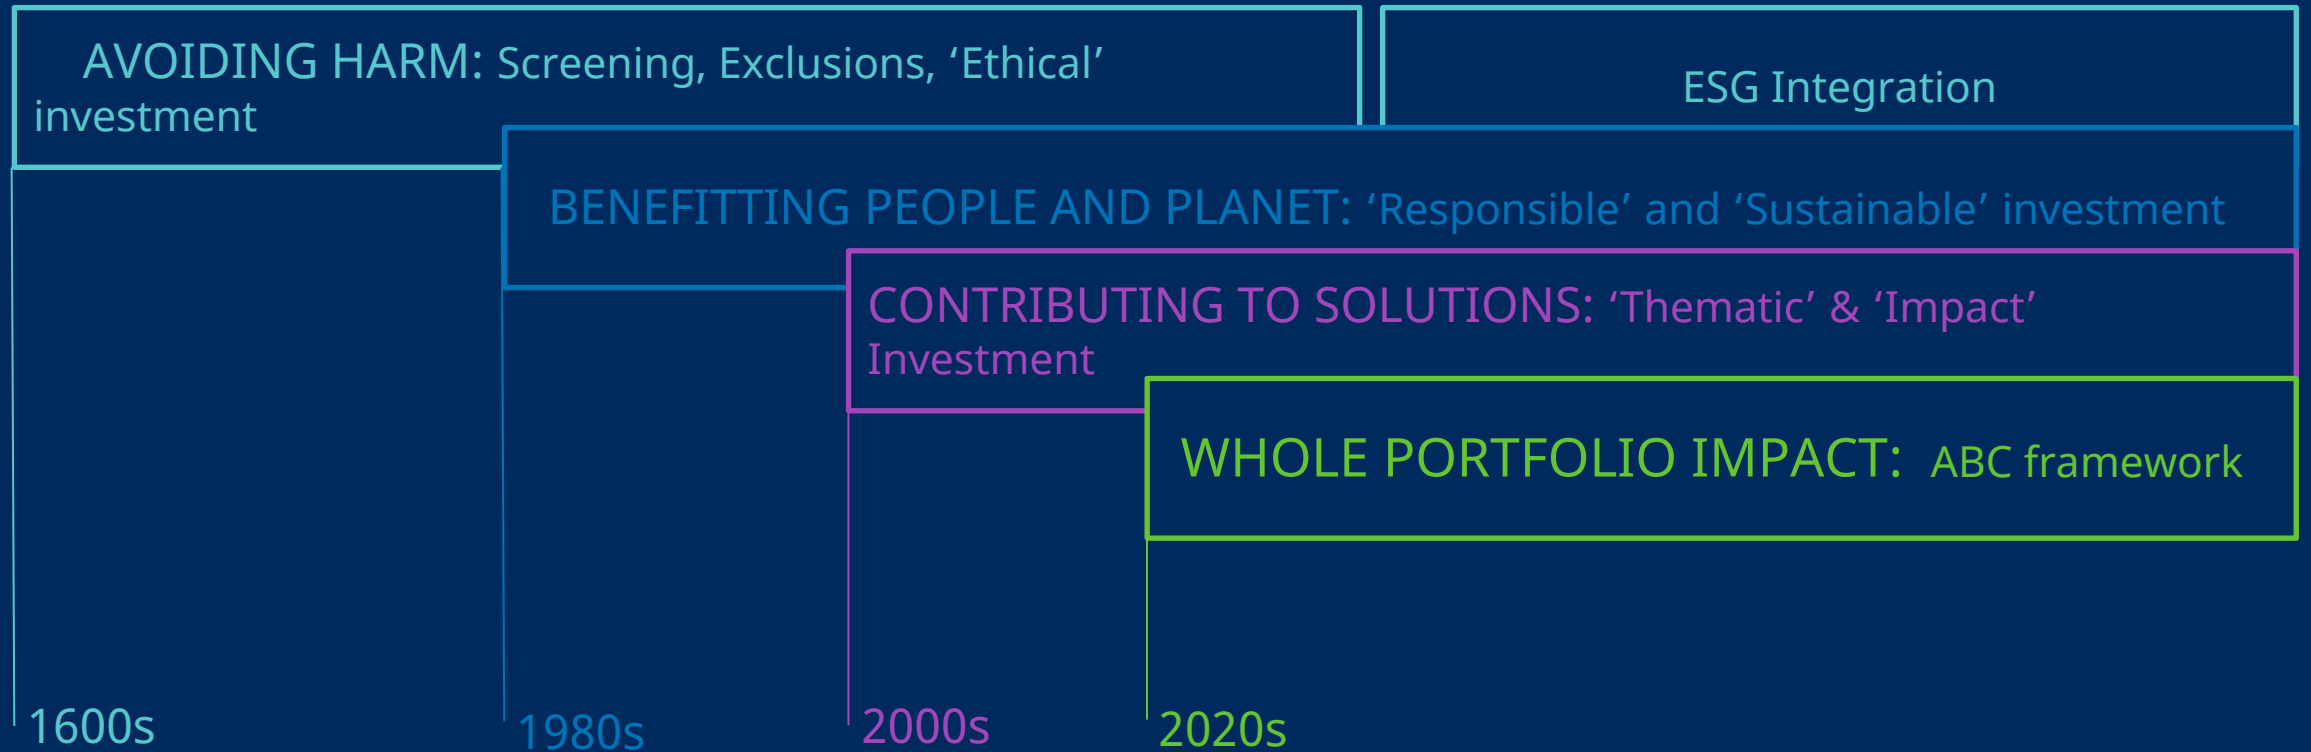 AVOIDING HARM: Screening, Exclusions, ‘Ethical’
investment
ESG Integration
BENEFITTING PEOPLE AND PLANET: ‘Responsible’ and ‘Sustainable’ investment
CONTRIBUTING TO SOLUTIONS: ‘Thematic’ & ‘Impact’
Investment
WHOLE PORTFOLIO IMPACT: ABC framework
1600s
1980s
2000s
2020s